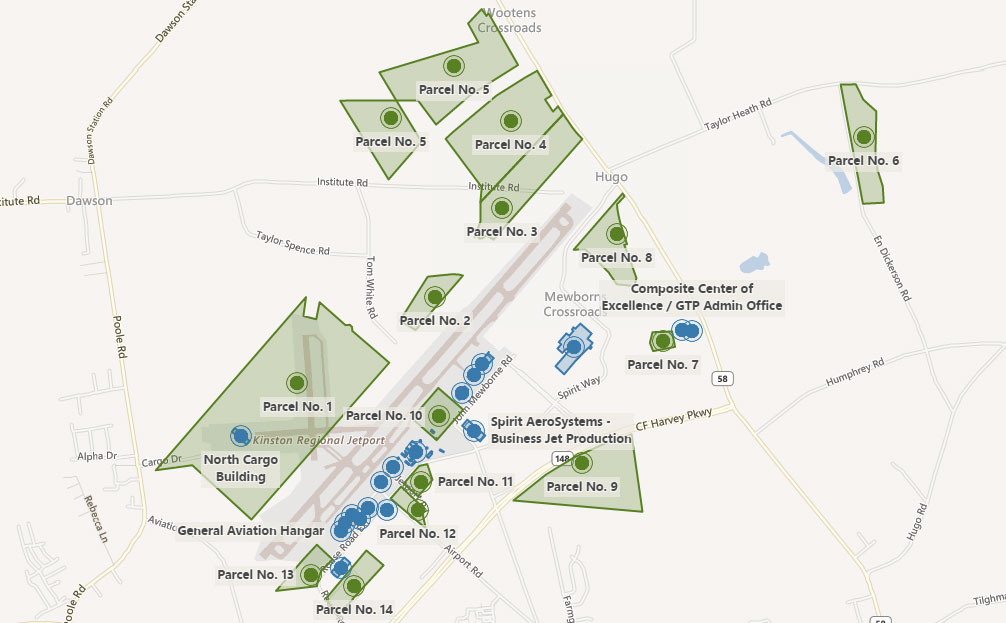 Wootens
Crossroads
Dawson Station Rd
Parcel No. 5
Dawson Station Rd
Taylor Heath Rd
Parcel No. 5
Parcel No. 4
Parcel No. 6
Hugo
Institute Rd
Institute Rd
Dawson
Parcel No. 3
Taylor Spence Rd
Parcel No. 8
En Dickerson Rd
Tom White Rd
Composite Center of
Excellence / GTP Admin Office
Mewborns
Crossroads
Parcel No. 2
Poole Rd
Parcel No. 7
58
Humphrey Rd
John Mewborne Rd
Spirit Way
Parcel No. 1
Parcel No. 10
CF Harvey Pkwy
Spirit AeroSystems -
Business Jet Production
Kinston Regional Jetport
Alpha Dr
Cargo Dr
North Cargo
Building
148
Parcel No. 11
Parcel No. 9
Rebecca Ln
Hugo Rd
General Aviation Hangar
Parcel No. 12
Airport Rd
Parcel No. 13
Parcel No. 14
Poole Rd
58